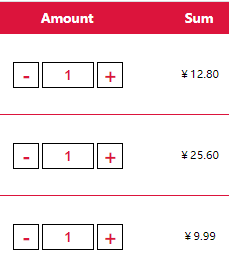 Amount Sum
- 1 + ¥ 12.80
- 1 + ¥ 25.60
- 1 + ¥ 9.99